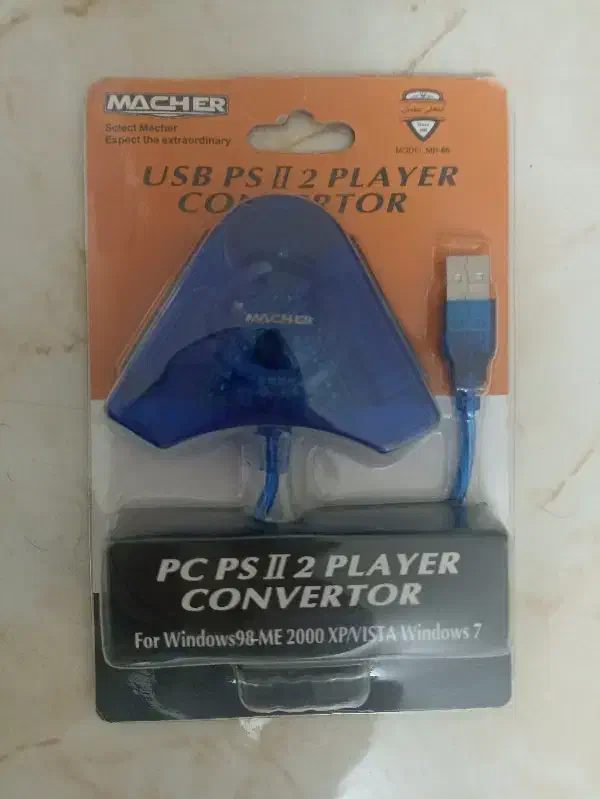 MACHER
Select Macher
Expect the extraordinary
MODEL:
USB PS II 2 PLAYER
MACHER
PC PS II 2 PLAYER
CONVERTOR
For Windows98-ME 2000 XP/VISTA Windows 7